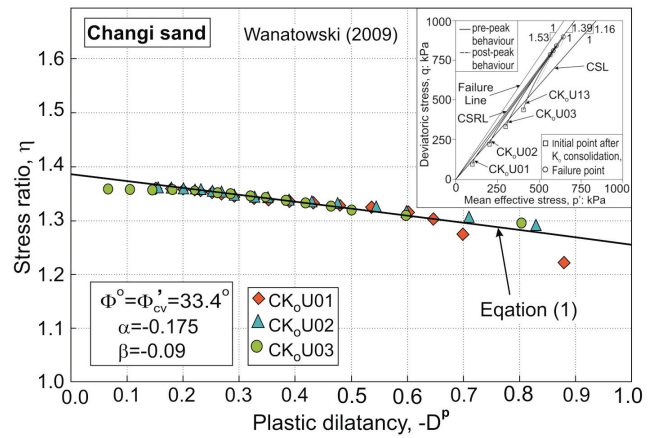 Changi sand
Wanatowski (2009)
Stress ratio, η
1.6
1.5
1.4
1.3
1.2
1.1
1.0
0.0 0.1 0.2 0.3 0.4 0.5 0.6 0.7 0.8 0.9 1.0
Plastic dilatancy, -Dᵖ
Φ°=Φcv'=33.4°
α=-0.175
β=-0.09
CKₒU01
CKₒU02
CKₒU03
Eqation (1)
Deviatoric stress, q: kPa
1000
750
500
250
0
0 200 400 600 800 1000
Mean effective stress, p': kPa
pre-peak
behaviour
post-peak
behaviour
1.53
1
1.39
1
1.16
1
CSL
Failure
Line
CSRL
CKₒU13
CKₒU03
CKₒU02
CKₒU01
Initial point after
Kₒ consolidation,
Failure point